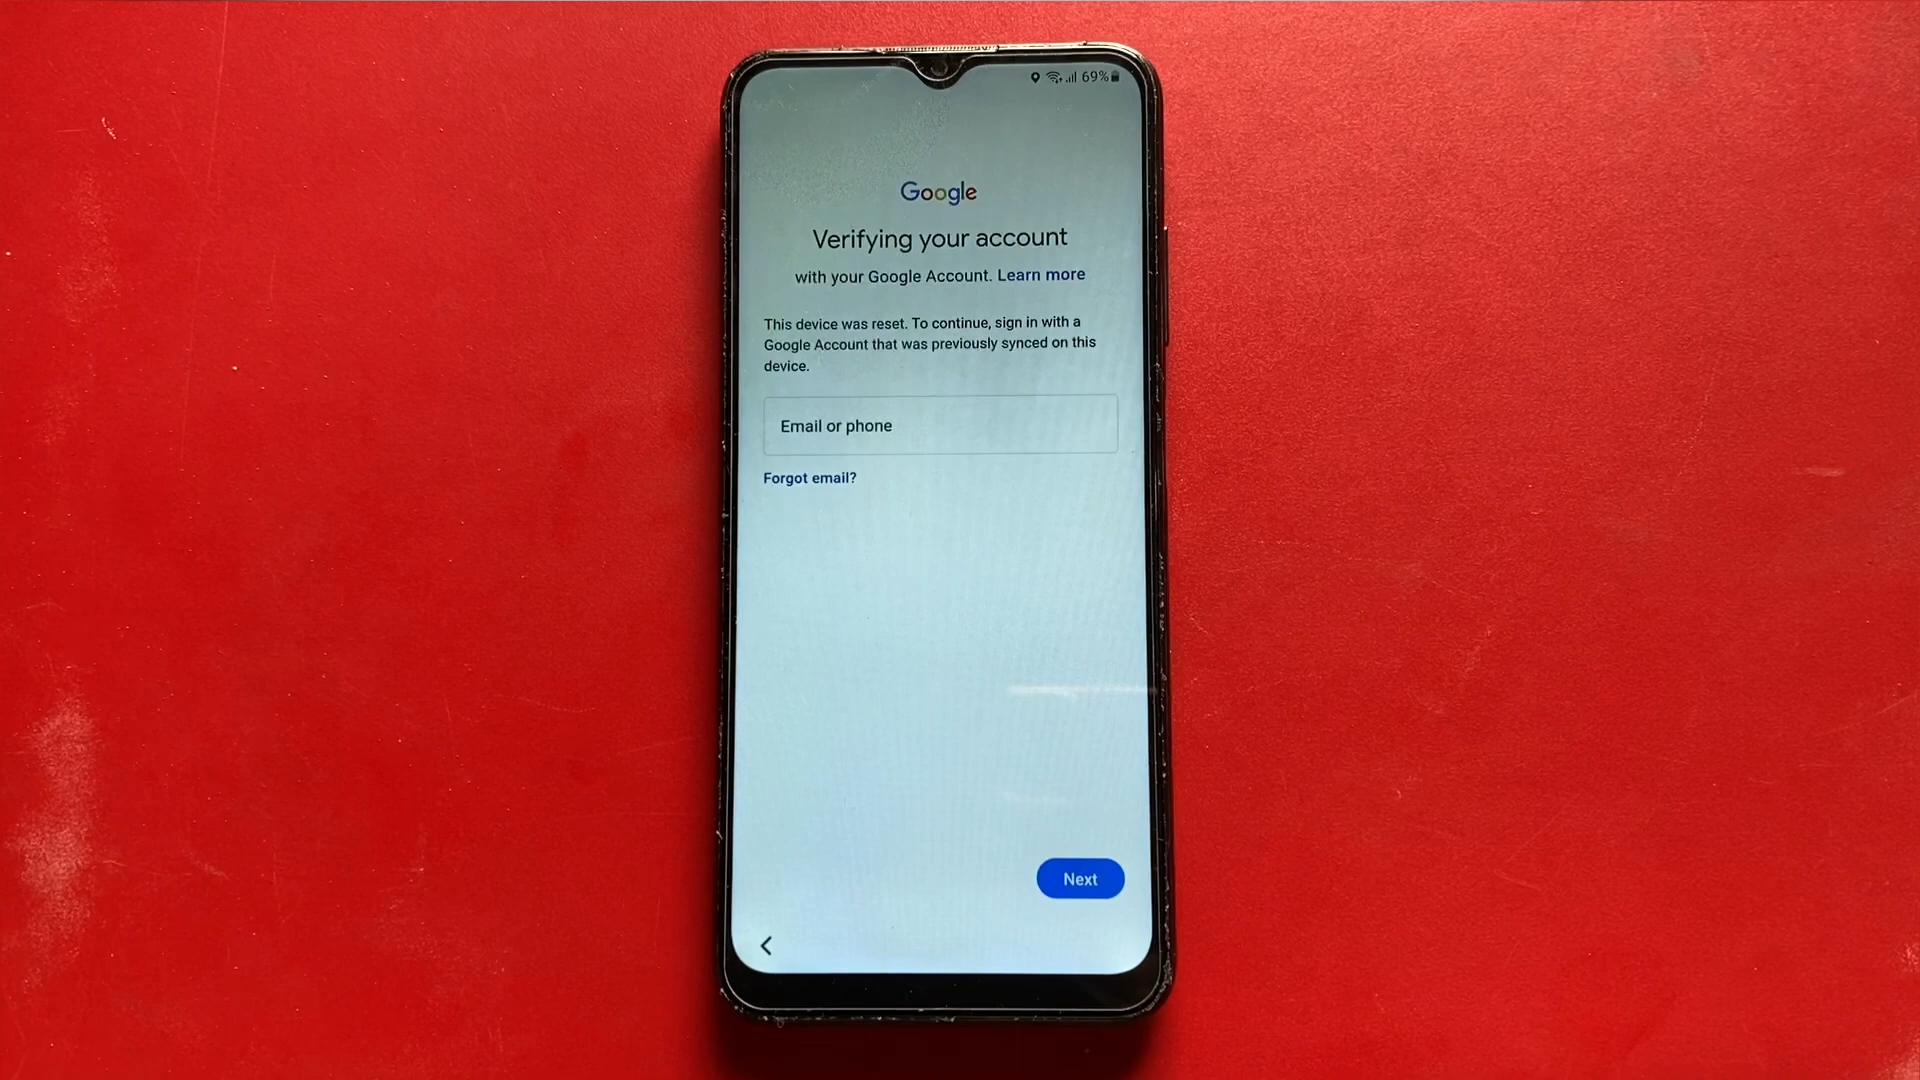 69%
Google
Verifying your account
with your Google Account. Learn more
This device was reset. To continue, sign in with a
Google Account that was previously synced on this
device.
Email or phone
Forgot email?
Next